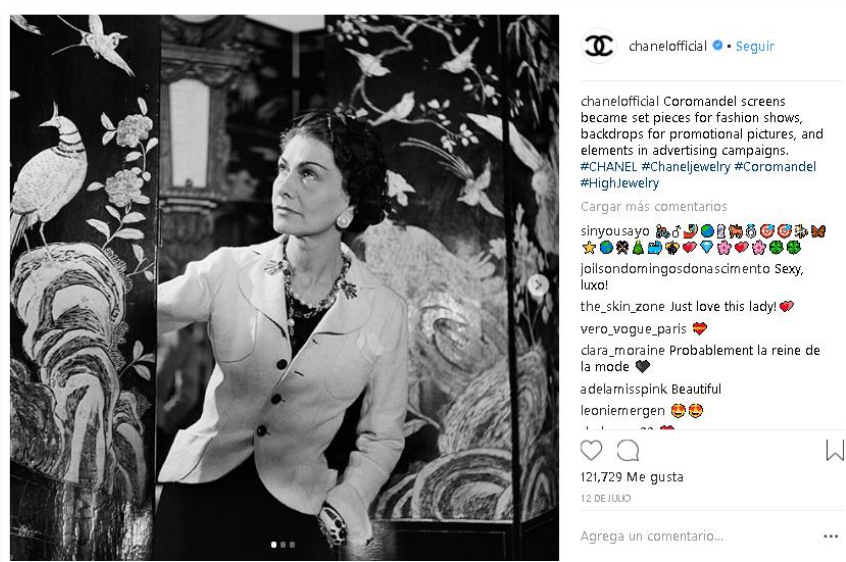 chanelofficial • Seguir
chanelofficial Coromandel screens
became set pieces for fashion shows,
backdrops for promotional pictures, and
elements in advertising campaigns.
#CHANEL #Chaneljewelry #Coromandel
#HighJewelry
Cargar más comentarios
sinyousayo
joilsondomingosdonascimento Sexy,
luxo!
the_skin_zone Just love this lady!
vero_vogue_paris
clara_moraine Probablement la reine de
la mode
adelamisspink Beautiful
leoniemergen
121,729 Me gusta
12 DE JULIO
Agrega un comentario...